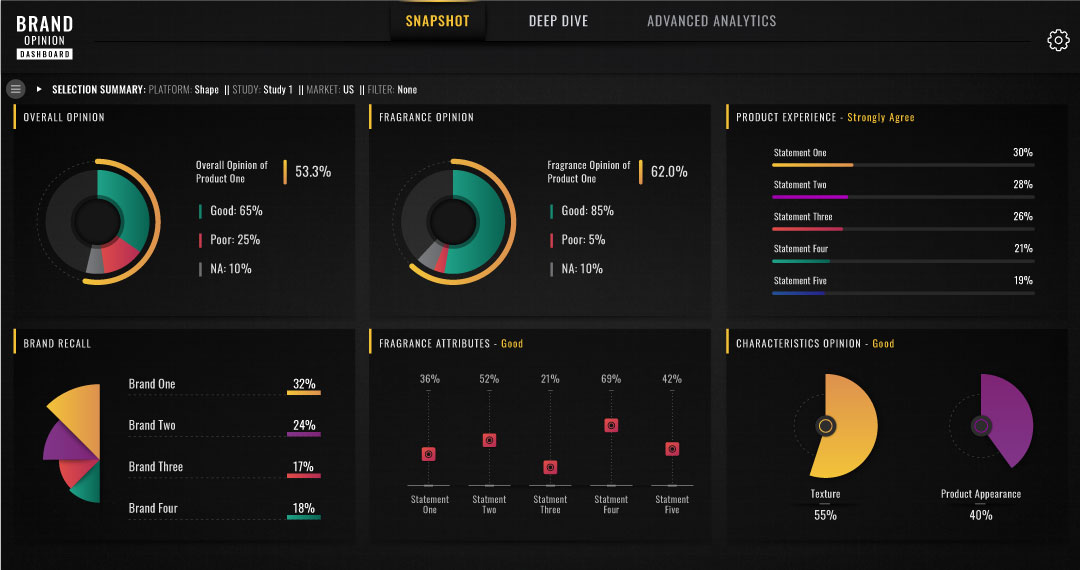 BRAND
OPINION
DASHBOARD
SNAPSHOT
DEEP DIVE
ADVANCED ANALYTICS
SELECTION SUMMARY: PLATFORM: Shape || STUDY: Study 1 || MARKET: US || FILTER: None
OVERALL OPINION
Overall Opinion of
Product One
53.3%
Good: 65%
Poor: 25%
NA: 10%
FRAGRANCE OPINION
Fragrance Opinion of
Product One
62.0%
Good: 85%
Poor: 5%
NA: 10%
PRODUCT EXPERIENCE - Strongly Agree
Statement One 30%
Statement Two 28%
Statement Three 26%
Statement Four 21%
Statement Five 19%
BRAND RECALL
Brand One 32%
Brand Two 24%
Brand Three 17%
Brand Four 18%
FRAGRANCE ATTRIBUTES - Good
36% 52% 21% 69% 42%
Statement Statment Statment Statment Statement
One Two Three Four Five
CHARACTERISTICS OPINION - Good
Texture
55%
Product Appearance
40%